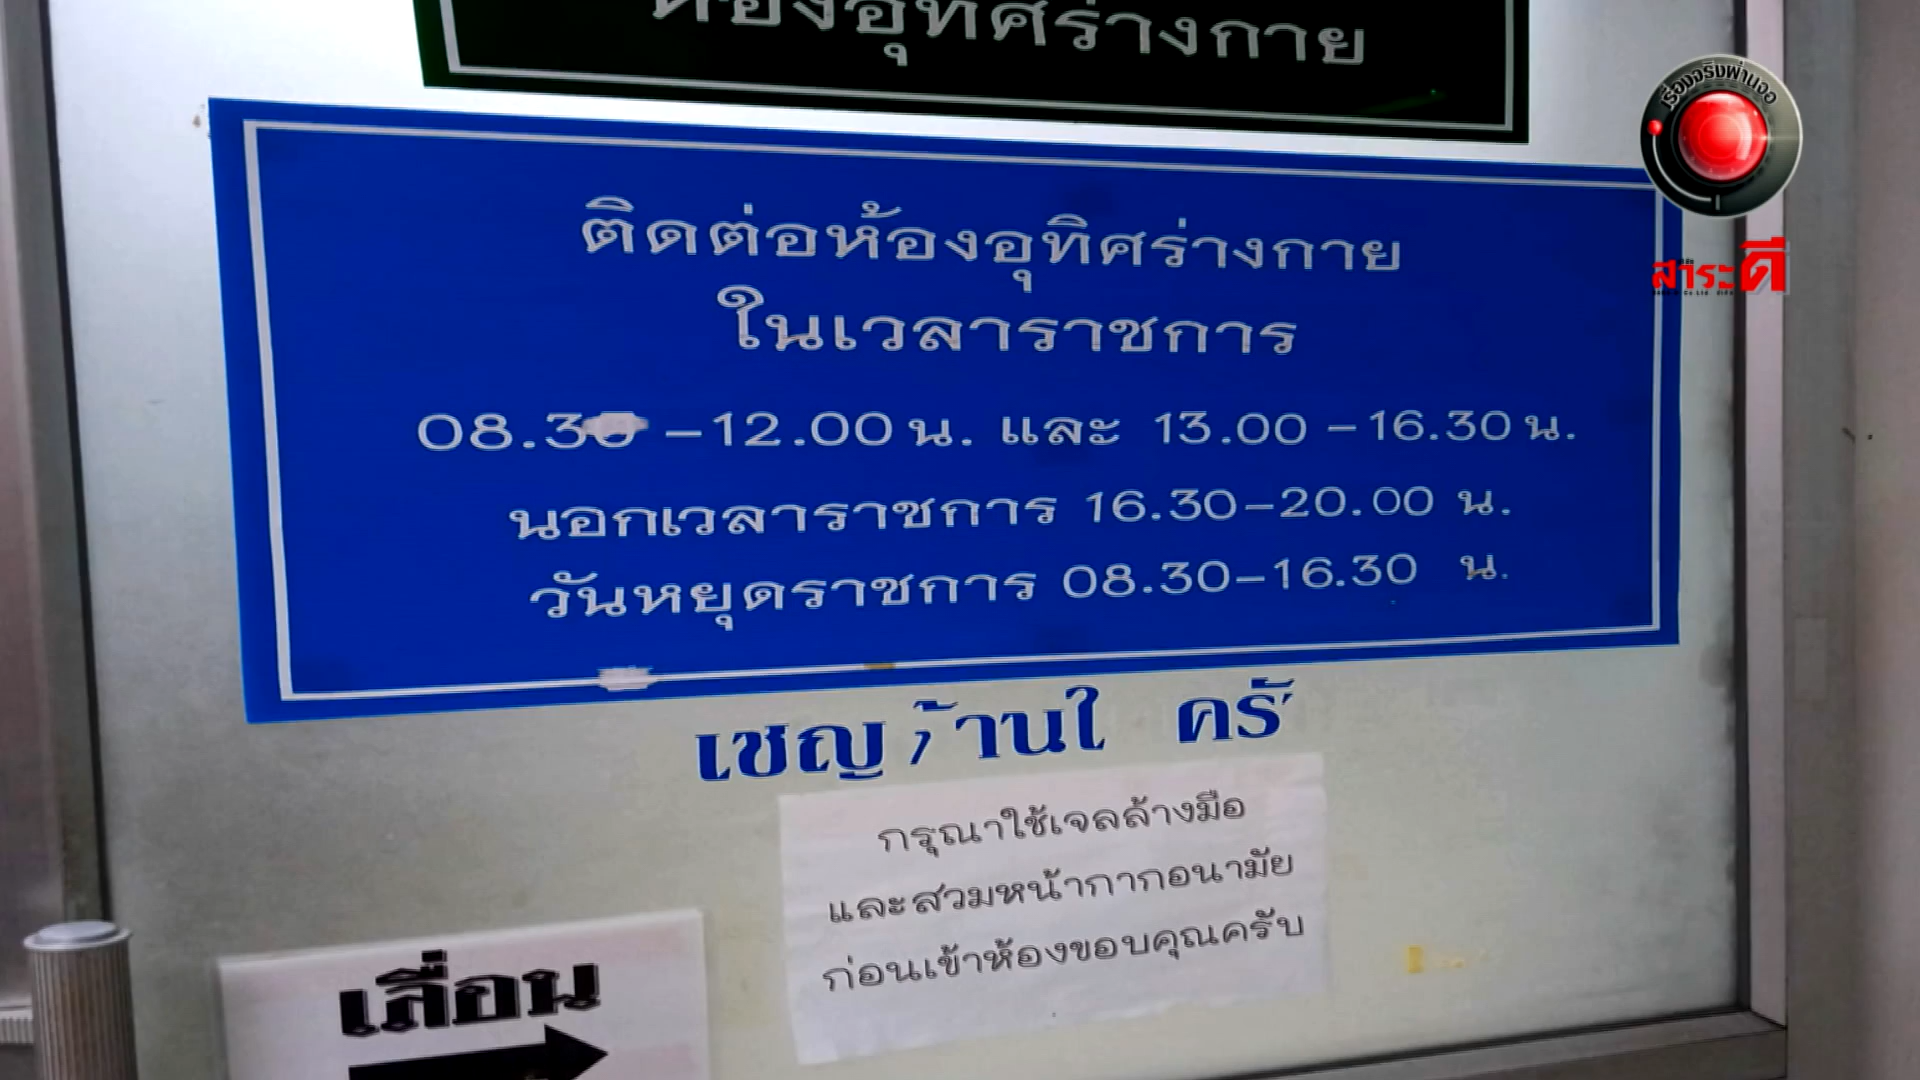 ห้องอุทิศร่างกาย
เรื่องจริงผ่านจอ
สาระดี
ติดต่อห้องอุทิศร่างกาย
ในเวลาราชการ
08.30 -12.00 น. และ 13.00 -16.30 น.
นอกเวลาราชการ 16.30-20.00 น.
วันหยุดราชการ 08.30-16.30 น.
เชญ
กรุณาใช้เจลล้างมือ
และสวมหน้ากากอนามัย
ก่อนเข้าห้องขอบคุณครับ
เลื่อน